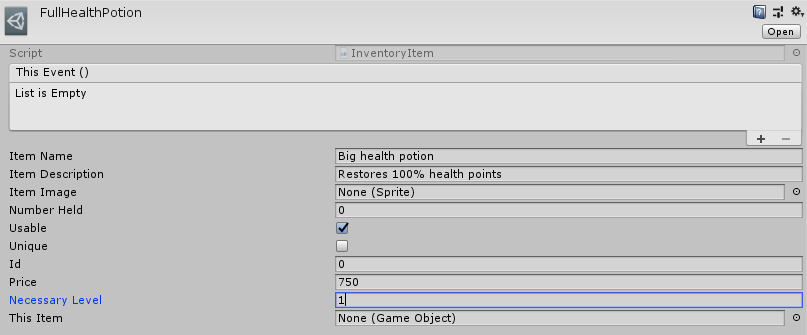 FullHealthPotion
Open
Script InventoryItem
This Event ()
List is Empty
Item Name Big health potion
Item Description Restores 100% health points
Item Image None (Sprite)
Number Held 0
Usable
Unique
Id 0
Price 750
Necessary Level 1
This Item None (Game Object)